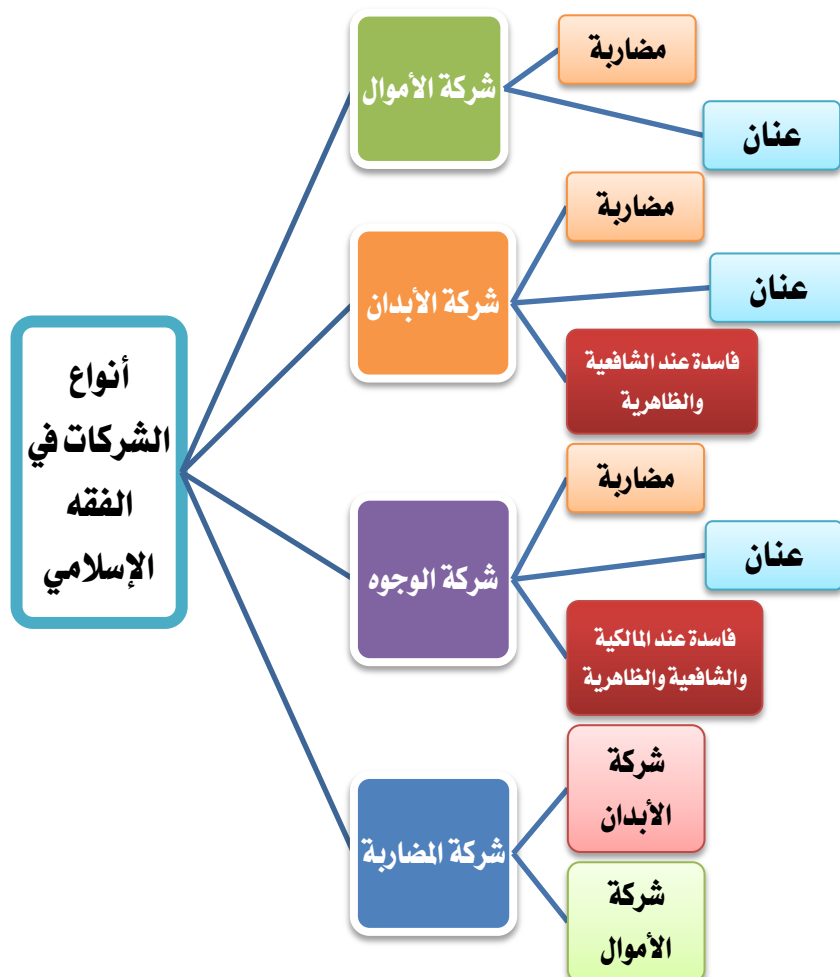 أنواع
الشركات في
الفقه
الإسلامي
شركة الأموال
مضاربة
عنان
شركة الأبدان
مضاربة
عنان
فاسدة عند الشافعية
والظاهرية
شركة الوجوه
مضاربة
عنان
فاسدة عند المالكية
والشافعية والظاهرية
شركة المضاربة
شركة
الأبدان
شركة
الأموال